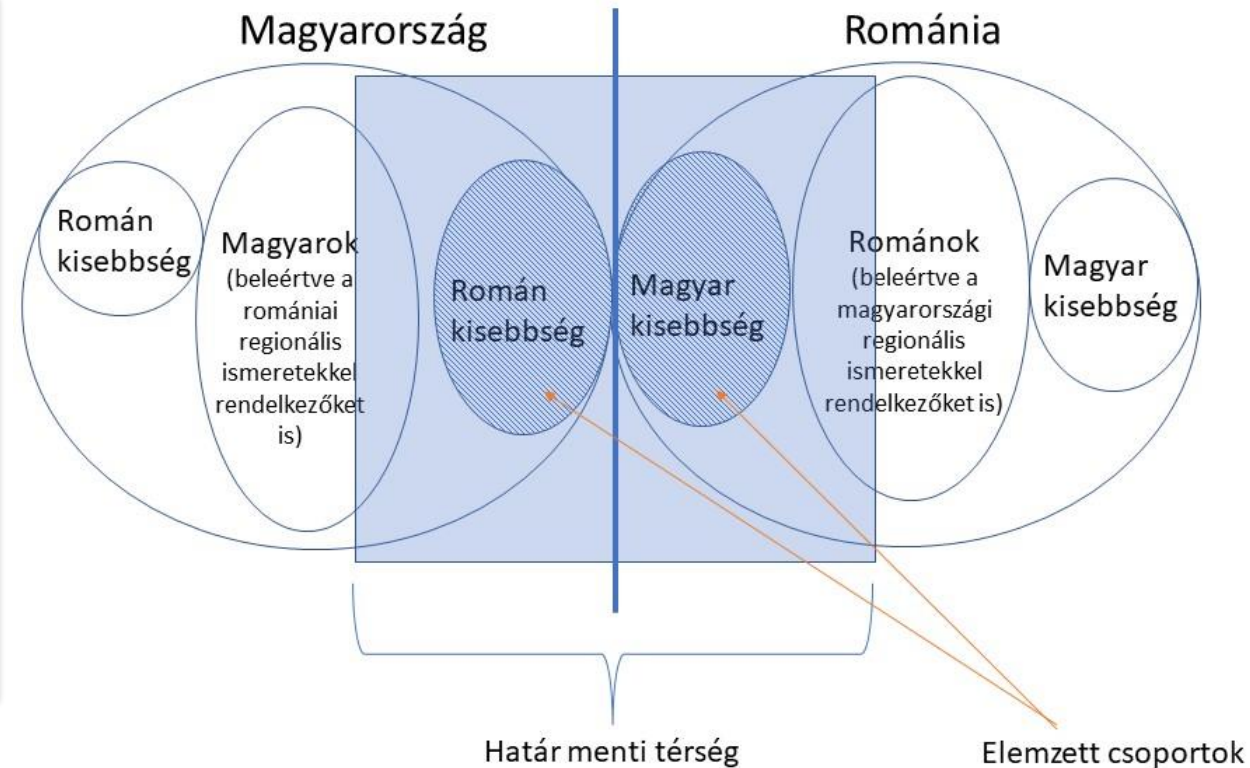 Magyarország
Románia
Román
kisebbség
Magyarok
(beleértve a
romániai
regionális
ismeretekkel
rendelkezőket
is)
Román
kisebbség
Magyar
kisebbség
Románok
(beleértve a
magyarországi
regionális
ismeretekkel
rendelkezőket is)
Magyar
kisebbség
Határ menti térség
Elemzett csoportok